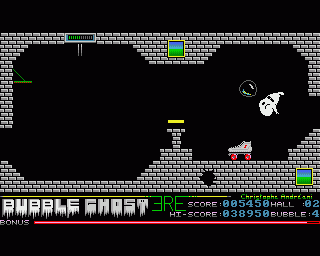 Christophe Andréani
BUBBLE GHOST ERE
SCORE:005450 HALL :02
HI-SCORE:038950 BUBBLE:4
BONUS